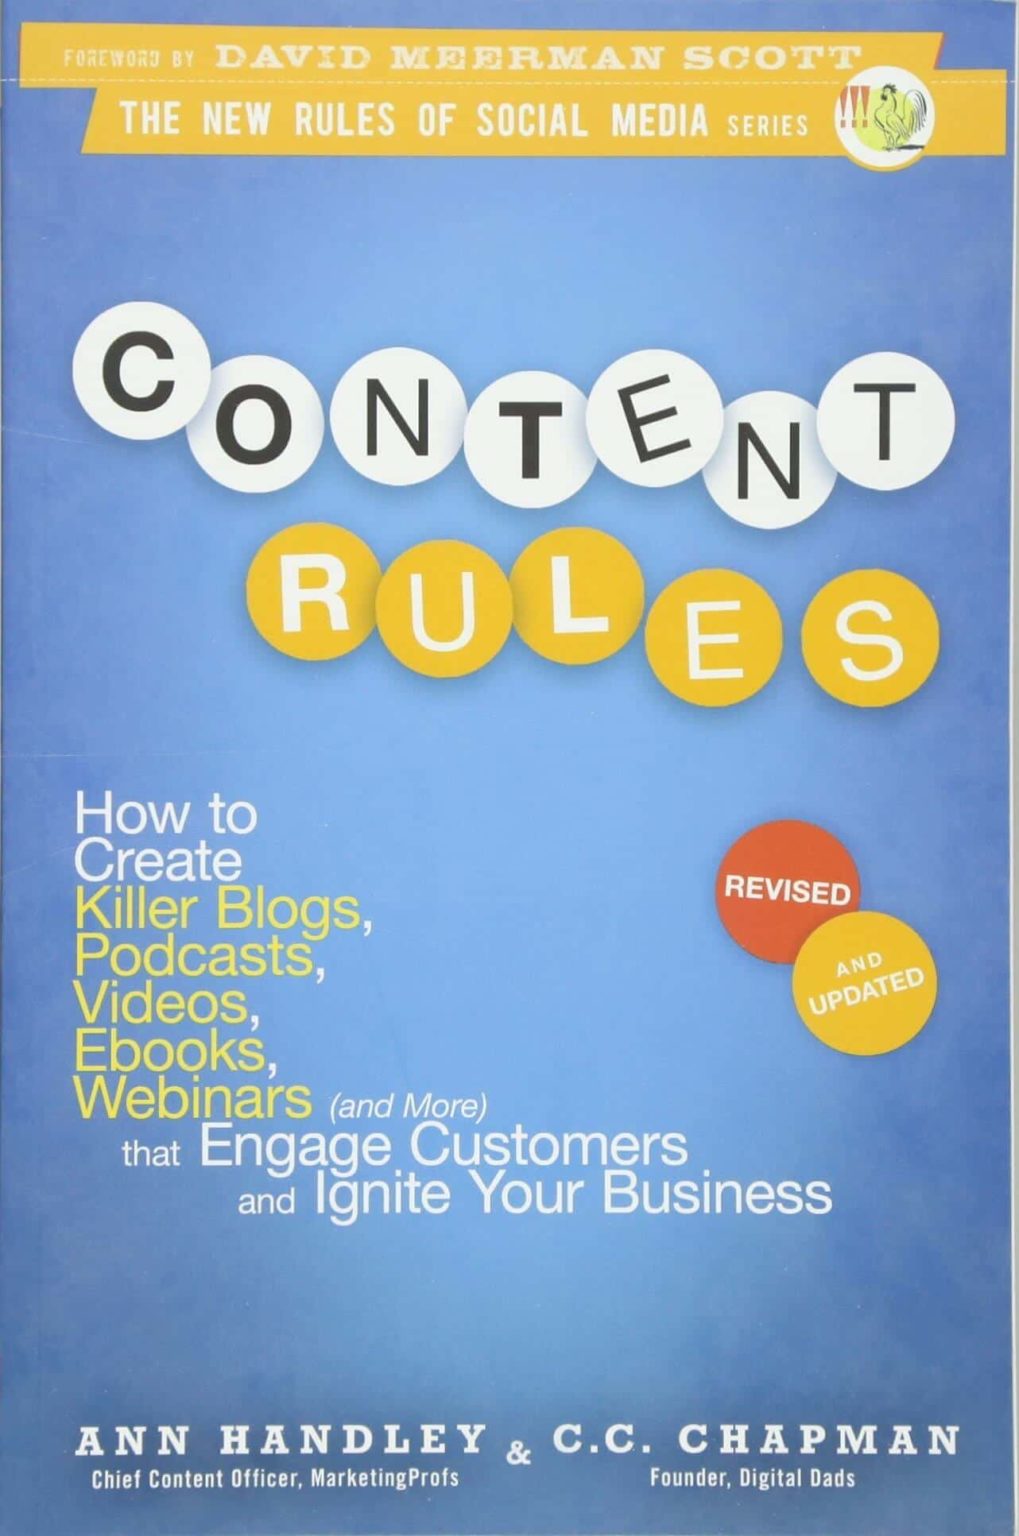 FOREWORD BY DAVID MEERMAN SCOTT
THE NEW RULES OF SOCIAL MEDIA SERIES
CONTENT
RULES
How to
Create
Killer Blogs,
Podcasts,
Videos,
Ebooks,
Webinars (and More)
that Engage Customers
and Ignite Your Business
REVISED
AND
UPDATED
ANN HANDLEY & C.C. CHAPMAN
Chief Content Officer, MarketingProfs
Founder, Digital Dads